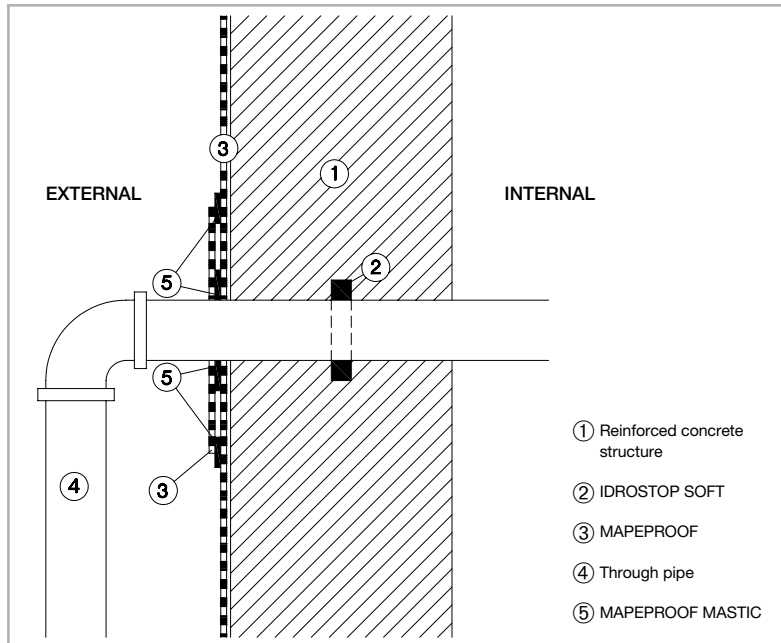 3
1
EXTERNAL
INTERNAL
2
5
5
4
3
1 Reinforced concrete
structure
2 IDROSTOP SOFT
3 MAPEPROOF
4 Through pipe
5 MAPEPROOF MASTIC